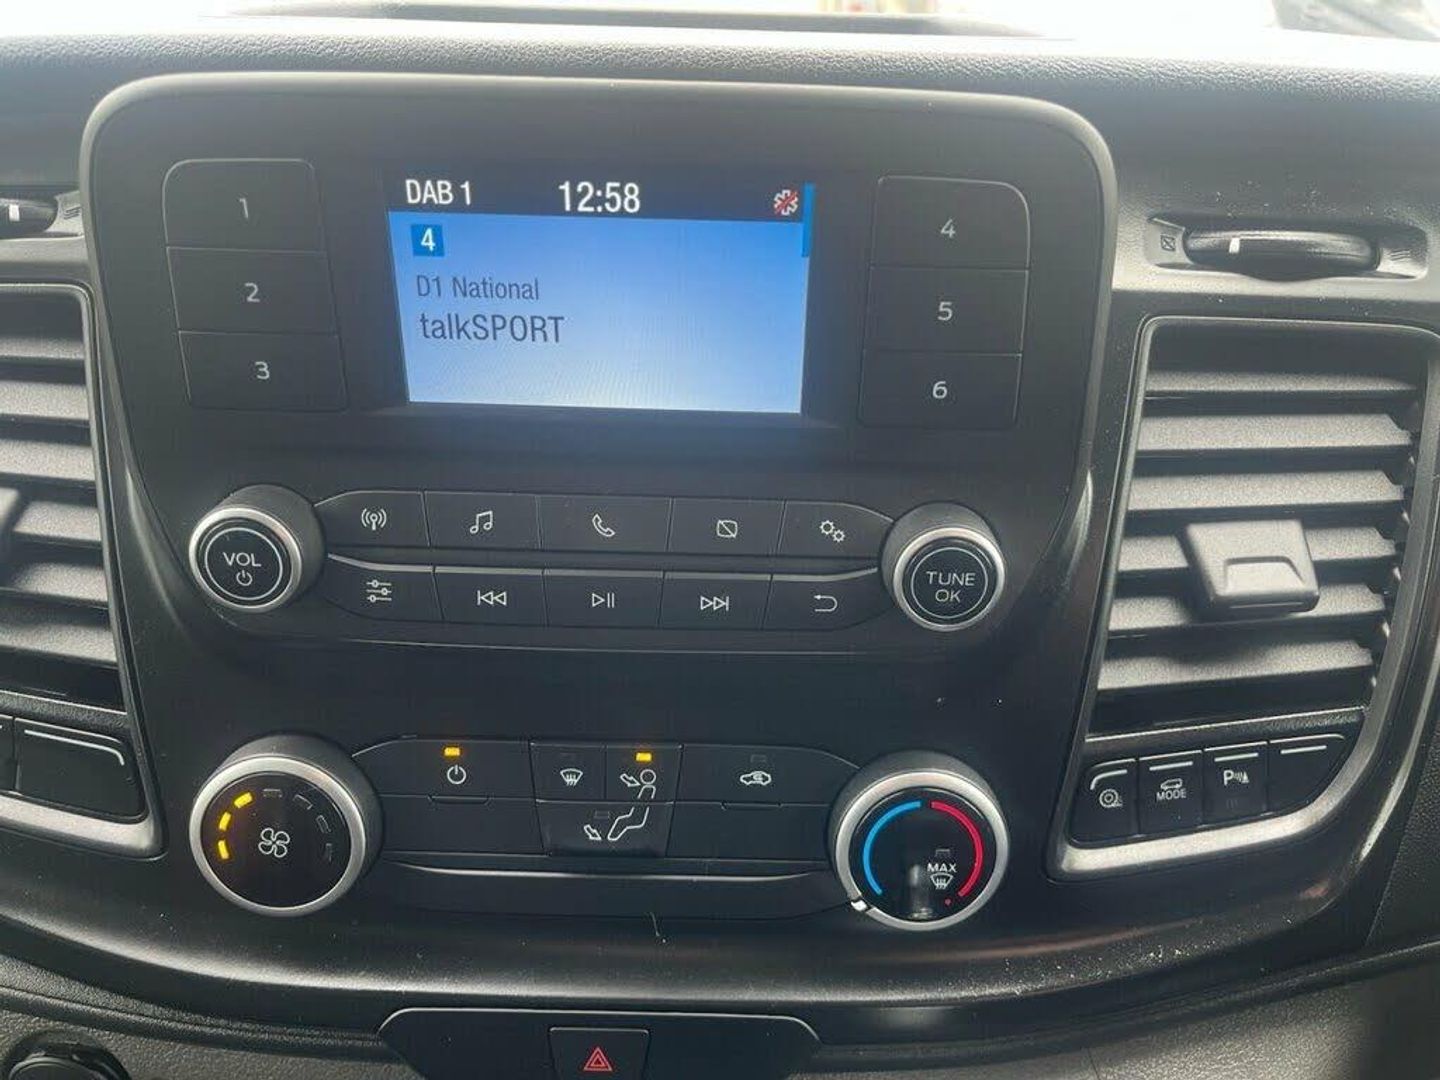 DAB 1 12:58
4
D1 National
talkSPORT
1
2
3
4
5
6
VOL
TUNE
OK
MAX
MODE
P